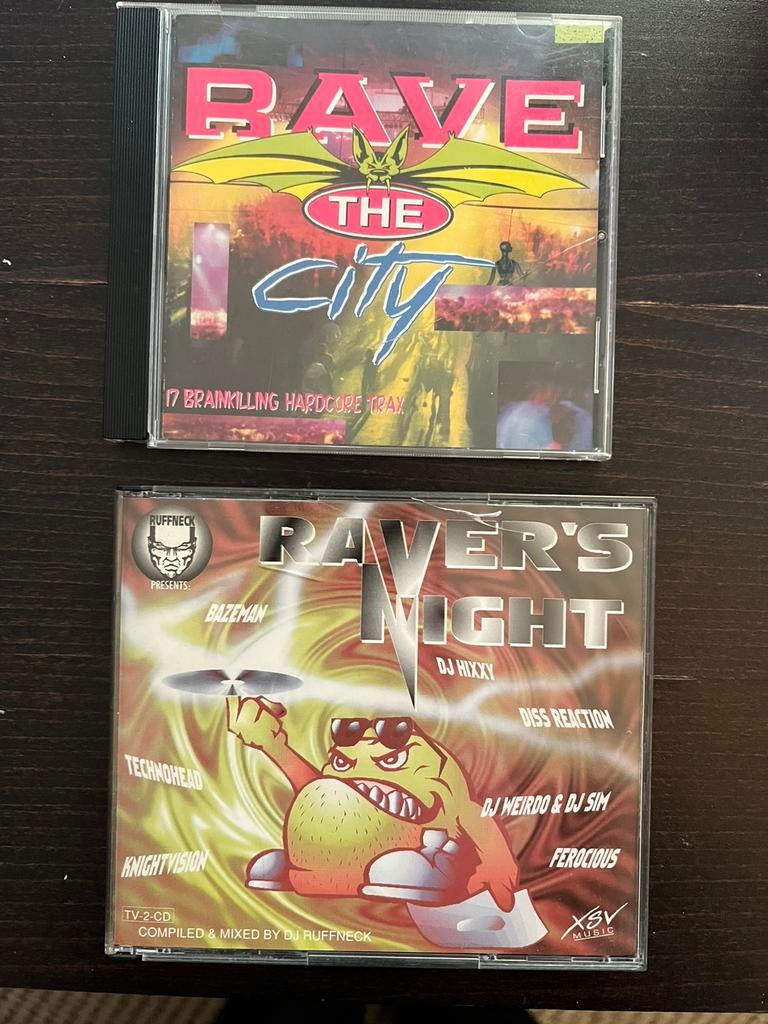 RAVE
THE
city
17 BRAINKILLING HARDCORE TRAX
RUFFNECK
PRESENTS:
RAVER'S
NIGHT
BAZEMAN
DJ HIXXY
DISS REACTION
TECHNOHEAD
DJ WEIRDO & DJ SIM
KNIGHTVISION
FEROCIOUS
TV-2-CD
COMPILED & MIXED BY DJ RUFFNECK
XSV
MUSIC